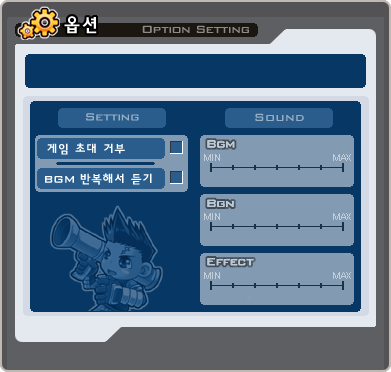 옵션 OPTION SETTING
SETTING
게임 초대 거부
BGM 반복해서 듣기
SOUND
BGM
MIN MAX
BGN
MIN MAX
EFFECT
MIN MAX